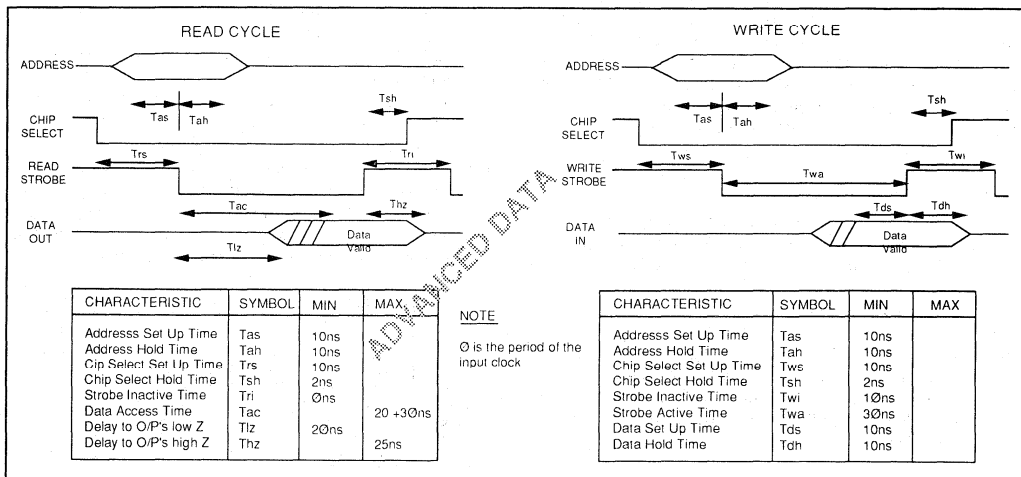 READ CYCLE
ADDRESS
Tas
Tah
Tsh
CHIP
SELECT
Trs
Tri
READ
STROBE
Tac
Thz
DATA
OUT
Data
Valid
Tlz
WRITE CYCLE
ADDRESS
Tas
Tah
Tsh
CHIP
SELECT
Tws
Twi
WRITE
STROBE
Twa
Tds
Tdh
DATA
IN
Data
Valid
ADVANCED DATA
CHARACTERISTIC SYMBOL MIN MAX
Addresss Set Up Time Tas 10ns
Address Hold Time Tah 10ns
Cip Select Set Up Time Trs 10ns
Chip Select Hold Time Tsh 2ns
Strobe Inactive Time Tri Øns
Data Access Time Tac 20 +3Øns
Delay to O/P's low Z Tlz 2Øns
Delay to O/P's high Z Thz 25ns
NOTE
Ø is the period of the
input clock
CHARACTERISTIC SYMBOL MIN MAX
Addresss Set Up Time Tas 10ns
Address Hold Time Tah 10ns
Chip Select Set Up Time Tws 10ns
Chip Select Hold Time Tsh 2ns
Strobe Inactive Time Twi 1Øns
Strobe Active Time Twa 3Øns
Data Set Up Time Tds 10ns
Data Hold Time Tdh 10ns